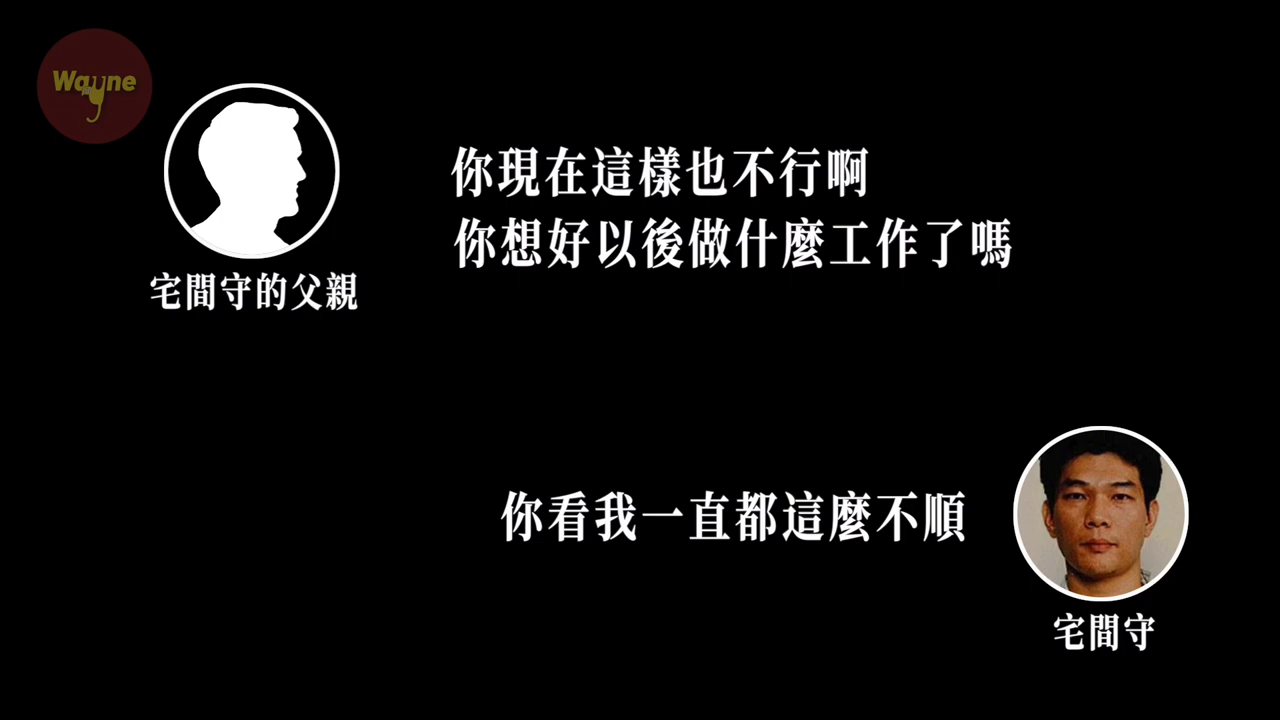 Wayne
你現在這樣也不行啊
你想好以後做什麼工作了嗎
宅間守的父親
你看我一直都這麼不順
宅間守